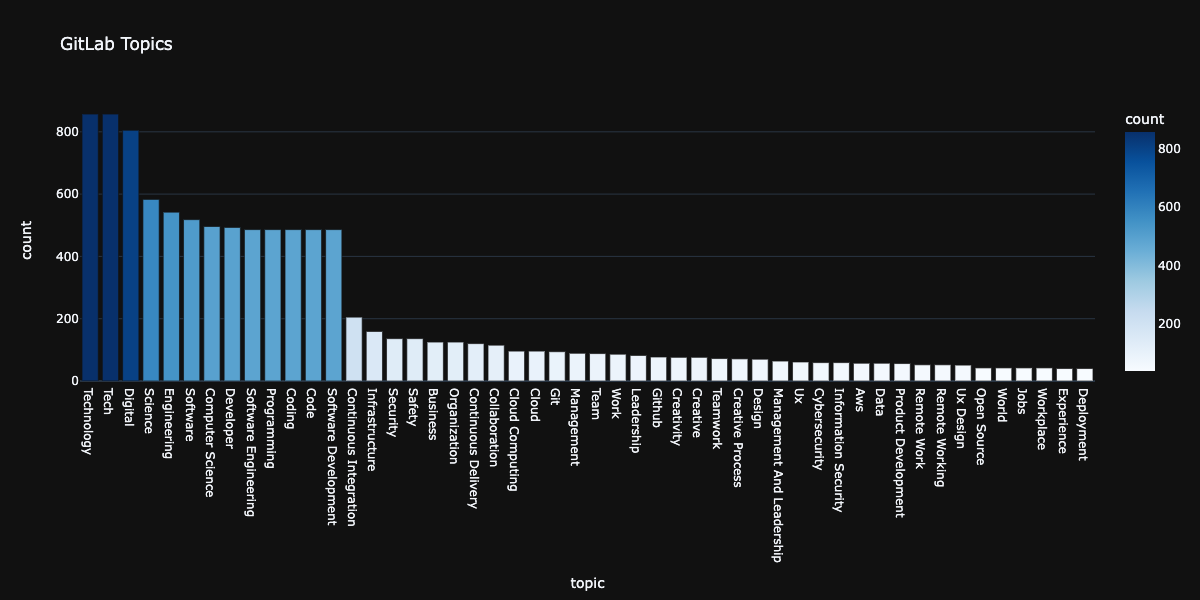 GitLab Topics
count
800
600
400
200
0
count
800
600
400
200
Technology
Tech
Digital
Science
Engineering
Software
Computer Science
Developer
Software Engineering
Programming
Coding
Code
Software Development
Continuous Integration
Infrastructure
Security
Safety
Business
Organization
Continuous Delivery
Collaboration
Cloud Computing
Cloud
Git
Management
Team
Work
Leadership
Github
Creativity
Creative
Teamwork
Creative Process
Design
Management And Leadership
Ux
Cybersecurity
Information Security
Aws
Data
Product Development
Remote Work
Remote Working
Ux Design
Open Source
World
Jobs
Workplace
Experience
Deployment
topic